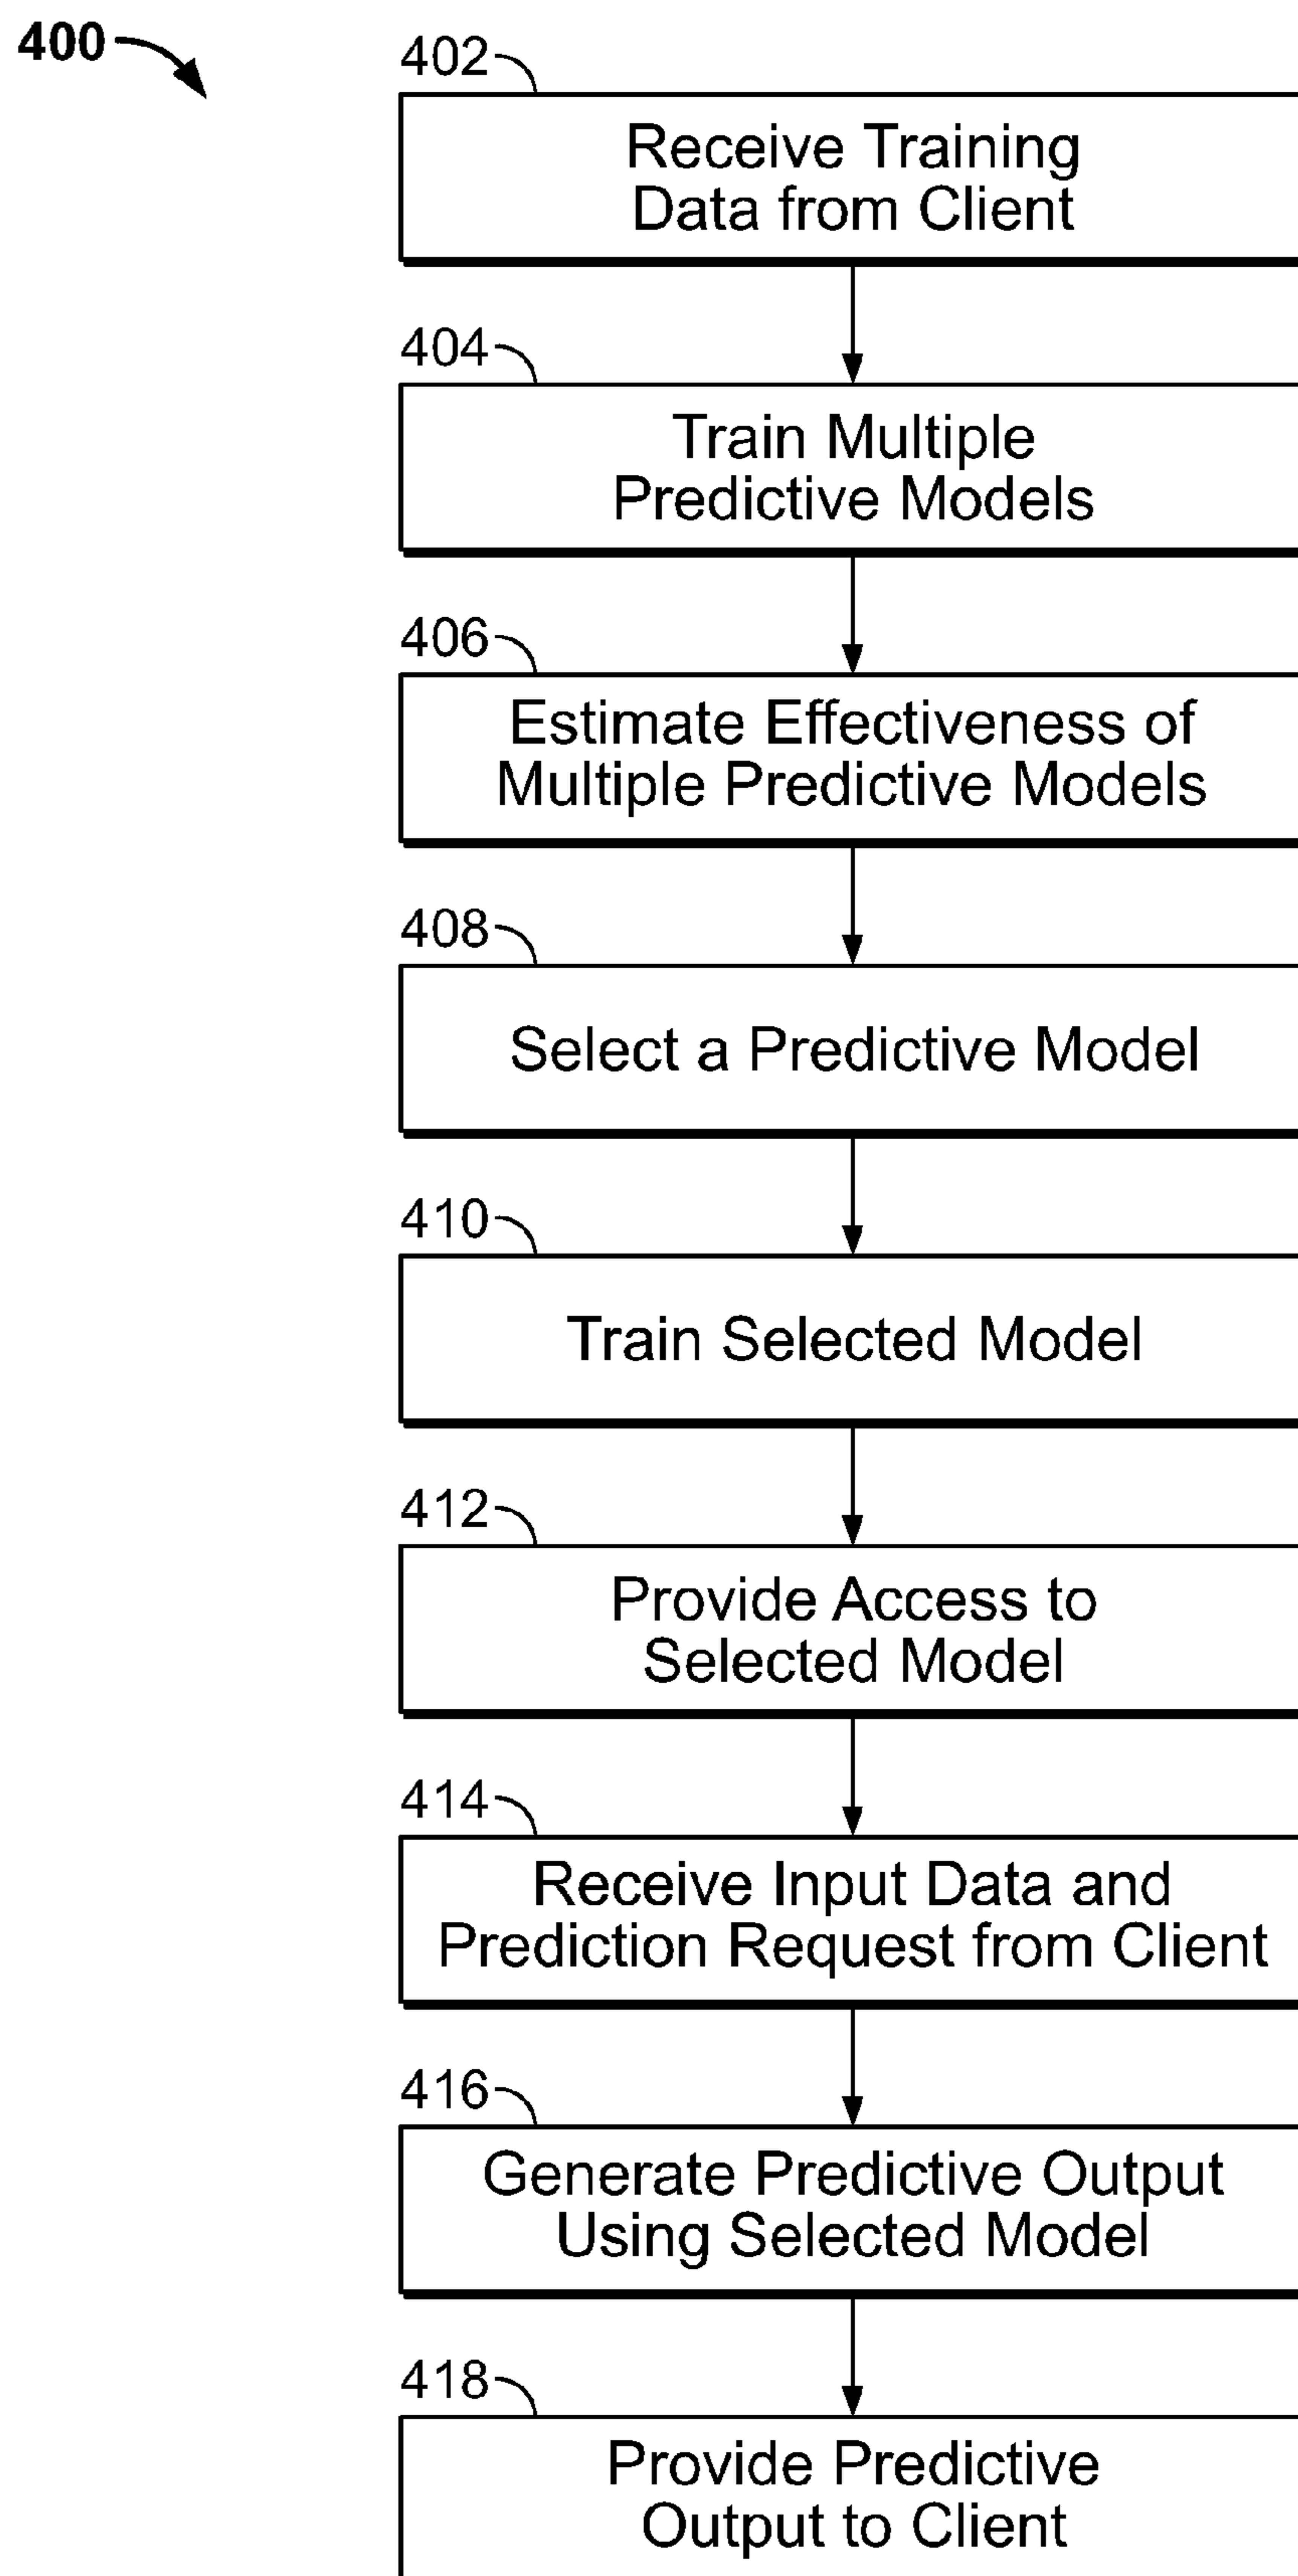 400
402
Receive Training
Data from Client
404
Train Multiple
Predictive Models
406
Estimate Effectiveness of
Multiple Predictive Models
408
Select a Predictive Model
410
Train Selected Model
412
Provide Access to
Selected Model
414
Receive Input Data and
Prediction Request from Client
416
Generate Predictive Output
Using Selected Model
418
Provide Predictive
Output to Client